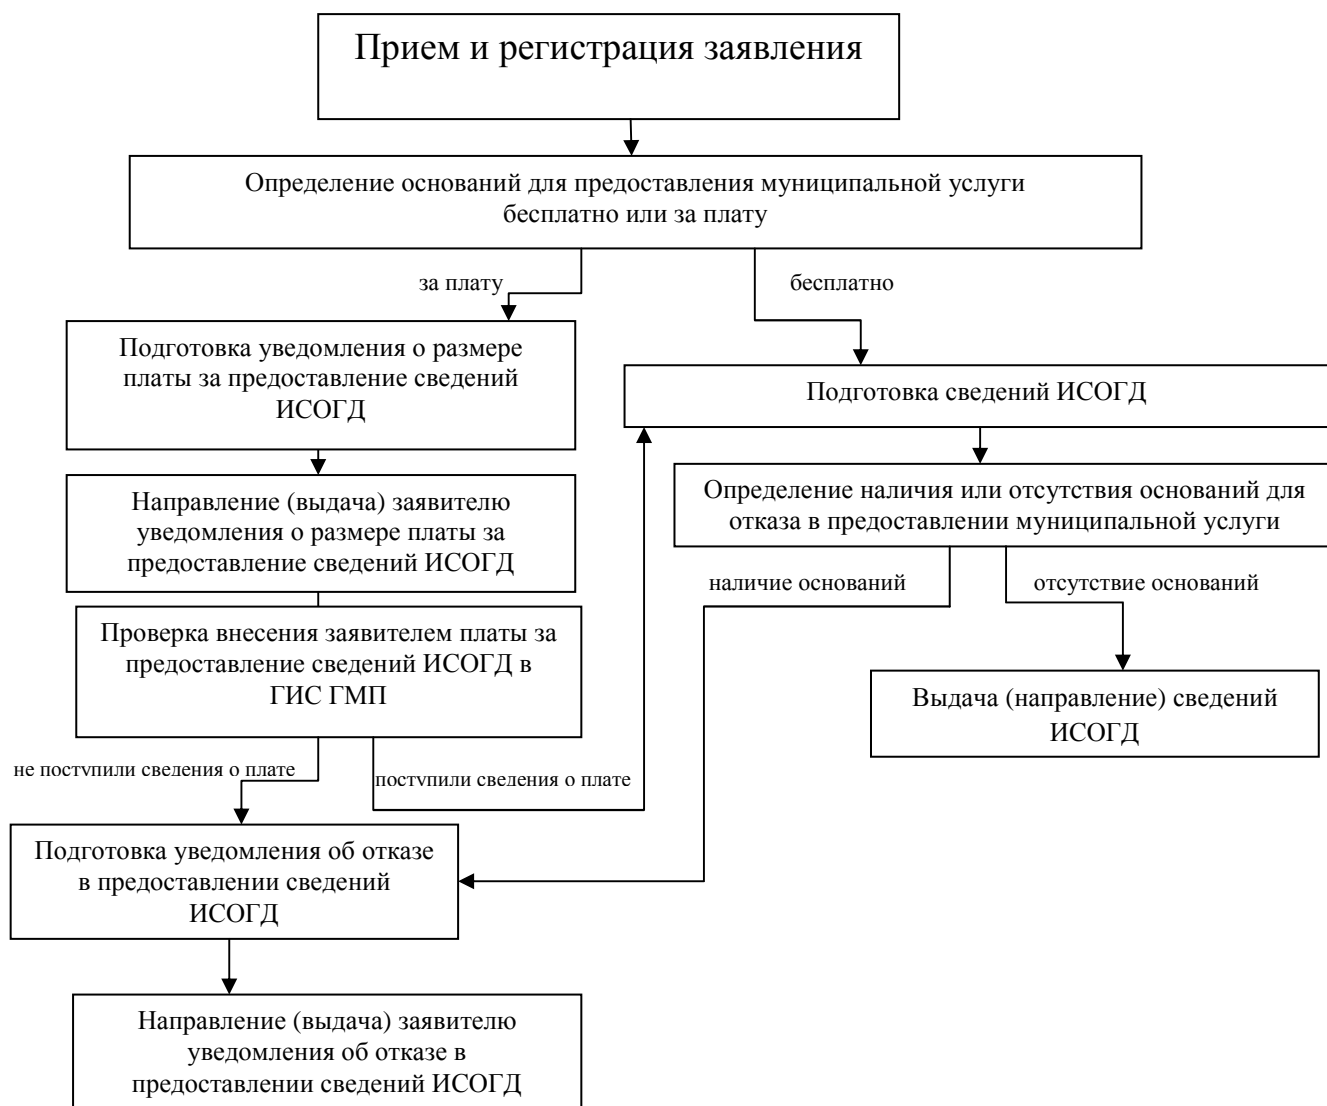 Прием и регистрация заявления
Определение оснований для предоставления муниципальной услуги
бесплатно или за плату
за плату
бесплатно
Подготовка уведомления о размере
платы за предоставление сведений
ИСОГД
Подготовка сведений ИСОГД
Направление (выдача) заявителю
уведомления о размере платы за
предоставление сведений ИСОГД
Определение наличия или отсутствия оснований для
отказа в предоставлении муниципальной услуги
наличие оснований
отсутствие оснований
Проверка внесения заявителем платы за
предоставление сведений ИСОГД в
ГИС ГМП
Выдача (направление) сведений
ИСОГД
не поступили сведения о плате
поступили сведения о плате
Подготовка уведомления об отказе
в предоставлении сведений
ИСОГД
Направление (выдача) заявителю
уведомления об отказе в
предоставлении сведений ИСОГД